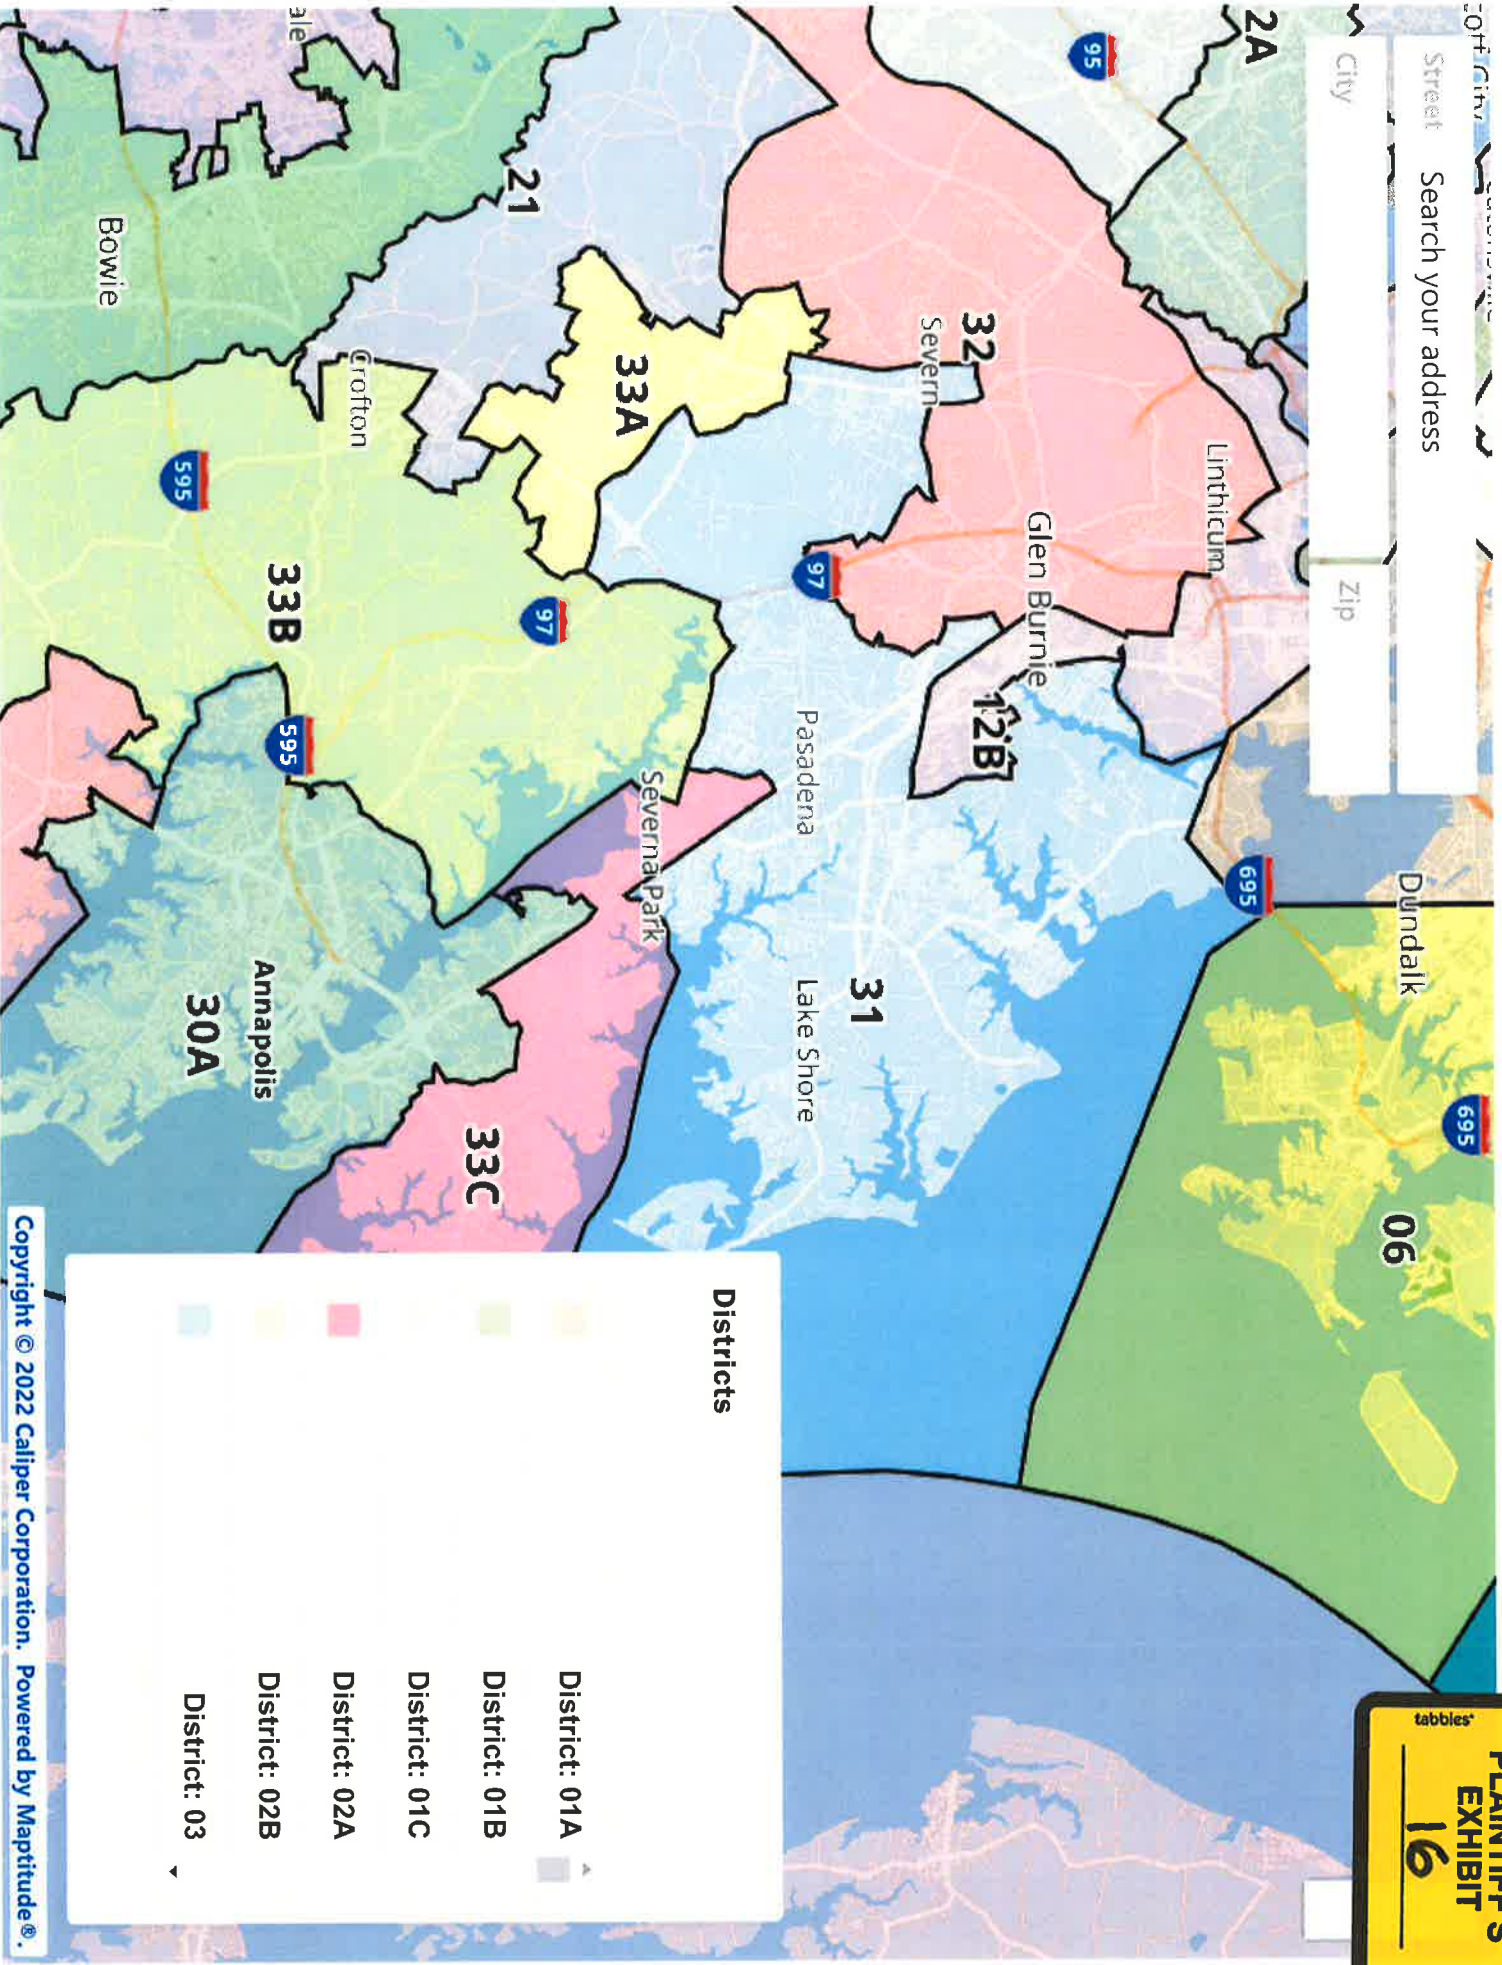 PLAINTIFF'S
EXHIBIT
16
tabbies®
Street
Search your address
City
Zip
2A
95
Linthicum
695
Dundalk
695
06
Glen Burnie
32
Severn
12B
97
Pasadena
31
Lake Shore
21
33A
Severna Park
97
Crofton
33C
33B
595
595
Annapolis
30A
Bowie
ale
Districts
District: 01A
District: 01B
District: 01C
District: 02A
District: 02B
District: 03
Copyright © 2022 Caliper Corporation. Powered by Maptitude®.